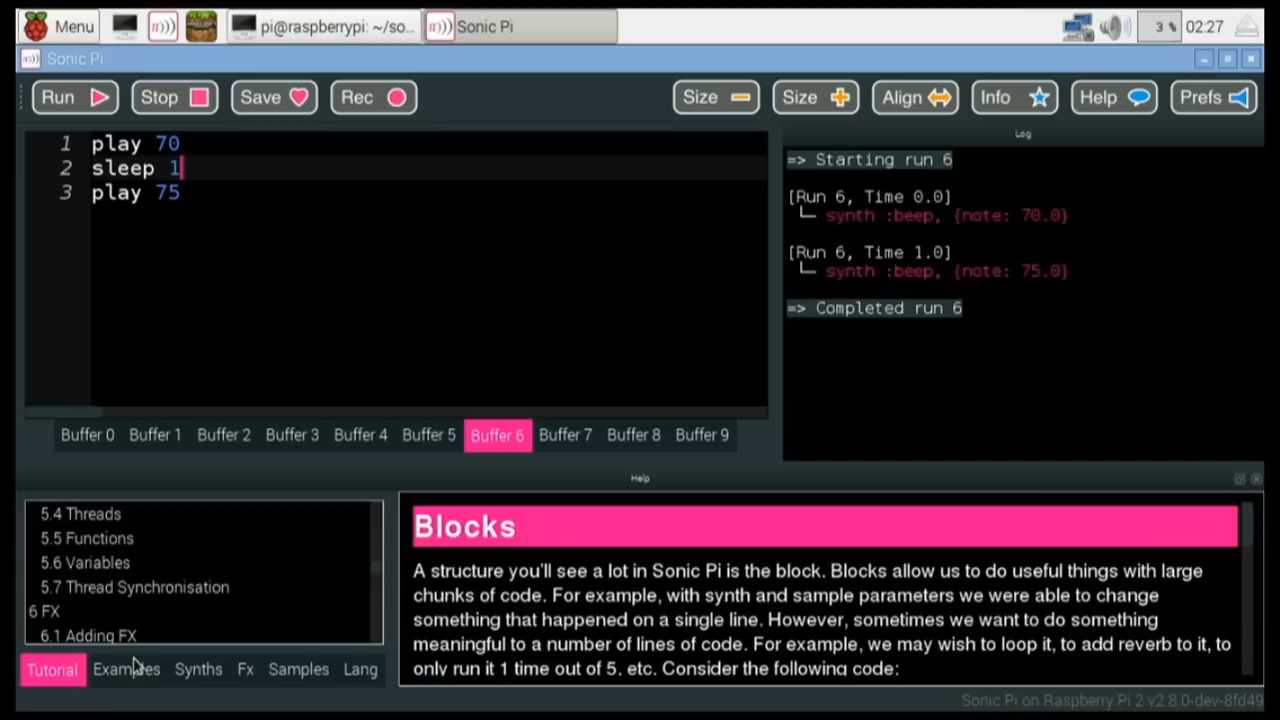 Menu
pi@raspberrypi: ~/so...
Sonic Pi
3 %
02:27
Sonic Pi
Run
Stop
Save
Rec
Size
Size
Align
Info
Help
Prefs
1 play 70
2 sleep 1
3 play 75
Log
=> Starting run 6
[Run 6, Time 0.0]
└─ synth :beep, {note: 70.0}
[Run 6, Time 1.0]
└─ synth :beep, {note: 75.0}
=> Completed run 6
Buffer 0 Buffer 1 Buffer 2 Buffer 3 Buffer 4 Buffer 5 Buffer 6 Buffer 7 Buffer 8 Buffer 9
Help
5.4 Threads
5.5 Functions
5.6 Variables
5.7 Thread Synchronisation
6 FX
6.1 Adding FX
Tutorial Examples Synths Fx Samples Lang
Blocks
A structure you'll see a lot in Sonic Pi is the block. Blocks allow us to do useful things with large
chunks of code. For example, with synth and sample parameters we were able to change
something that happened on a single line. However, sometimes we want to do something
meaningful to a number of lines of code. For example, we may wish to loop it, to add reverb to it, to
only run it 1 time out of 5, etc. Consider the following code:
Sonic Pi on Raspberry Pi 2 v2.8.0-dev-8fd49